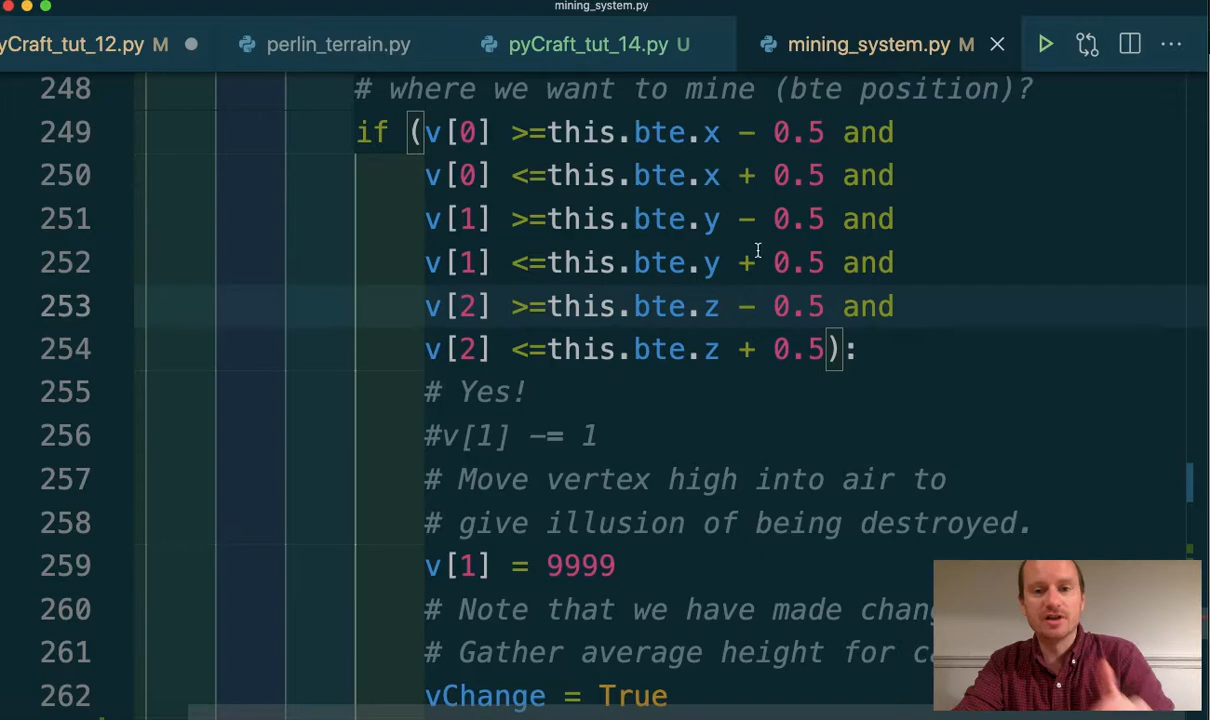 mining_system.py
yCraft_tut_12.py M perlin_terrain.py pyCraft_tut_14.py U mining_system.py M
248 # where we want to mine (bte position)?
249 if (v[0] >=this.bte.x - 0.5 and
250 v[0] <=this.bte.x + 0.5 and
251 v[1] >=this.bte.y - 0.5 and
252 v[1] <=this.bte.y + 0.5 and
253 v[2] >=this.bte.z - 0.5 and
254 v[2] <=this.bte.z + 0.5):
255 # Yes!
256 #v[1] -= 1
257 # Move vertex high into air to
258 # give illusion of being destroyed.
259 v[1] = 9999
260 # Note that we have made
261 # Gather average height for
262 vChange = True